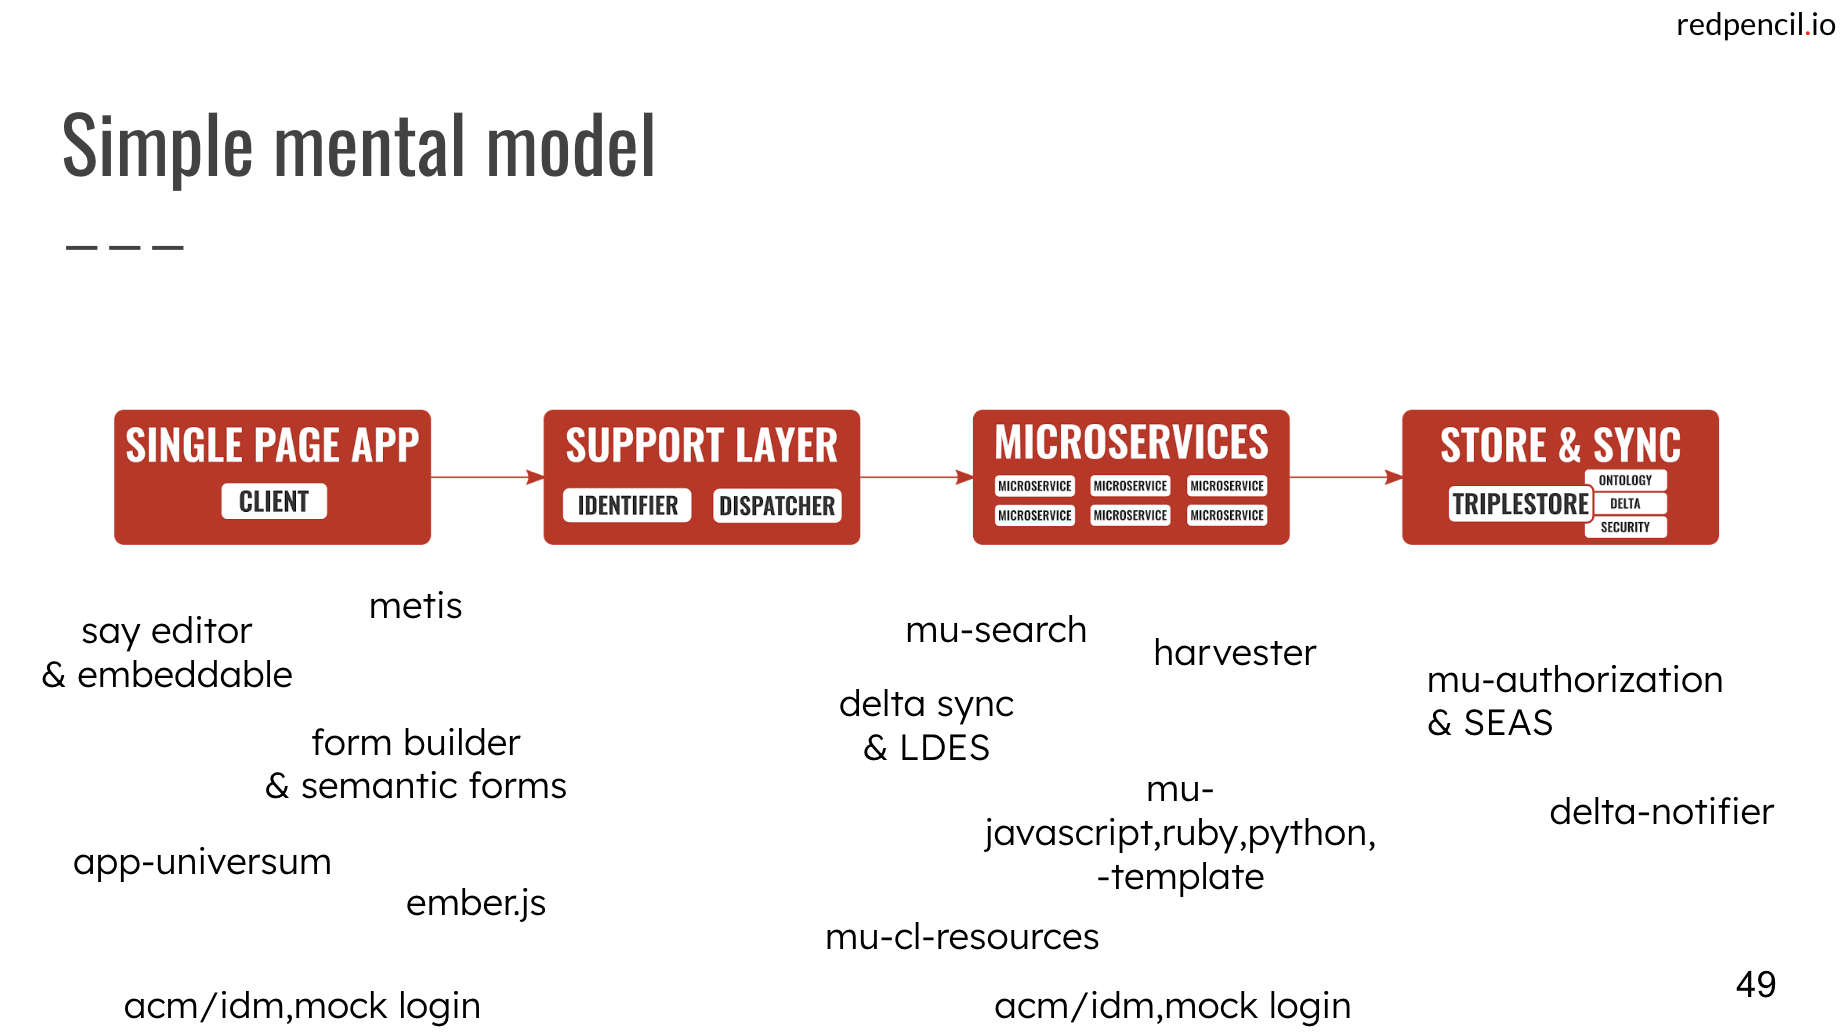 redpencil.io
Simple mental model
SINGLE PAGE APP
CLIENT
SUPPORT LAYER
IDENTIFIER DISPATCHER
MICROSERVICES
MICROSERVICE MICROSERVICE MICROSERVICE
MICROSERVICE MICROSERVICE MICROSERVICE
STORE & SYNC
TRIPLESTORE
ONTOLOGY
DELTA
SECURITY
metis
say editor
& embeddable
form builder
& semantic forms
app-universum
ember.js
acm/idm,mock login
mu-search
harvester
delta sync
& LDES
mu-
javascript,ruby,python,
-template
mu-cl-resources
acm/idm,mock login
mu-authorization
& SEAS
delta-notifier
49